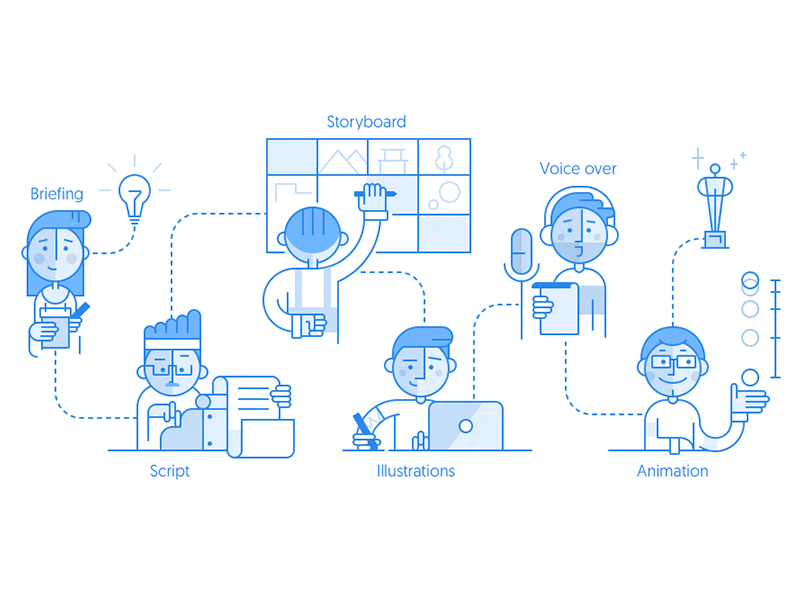 Briefing
Script
Storyboard
Illustrations
Voice over
Animation